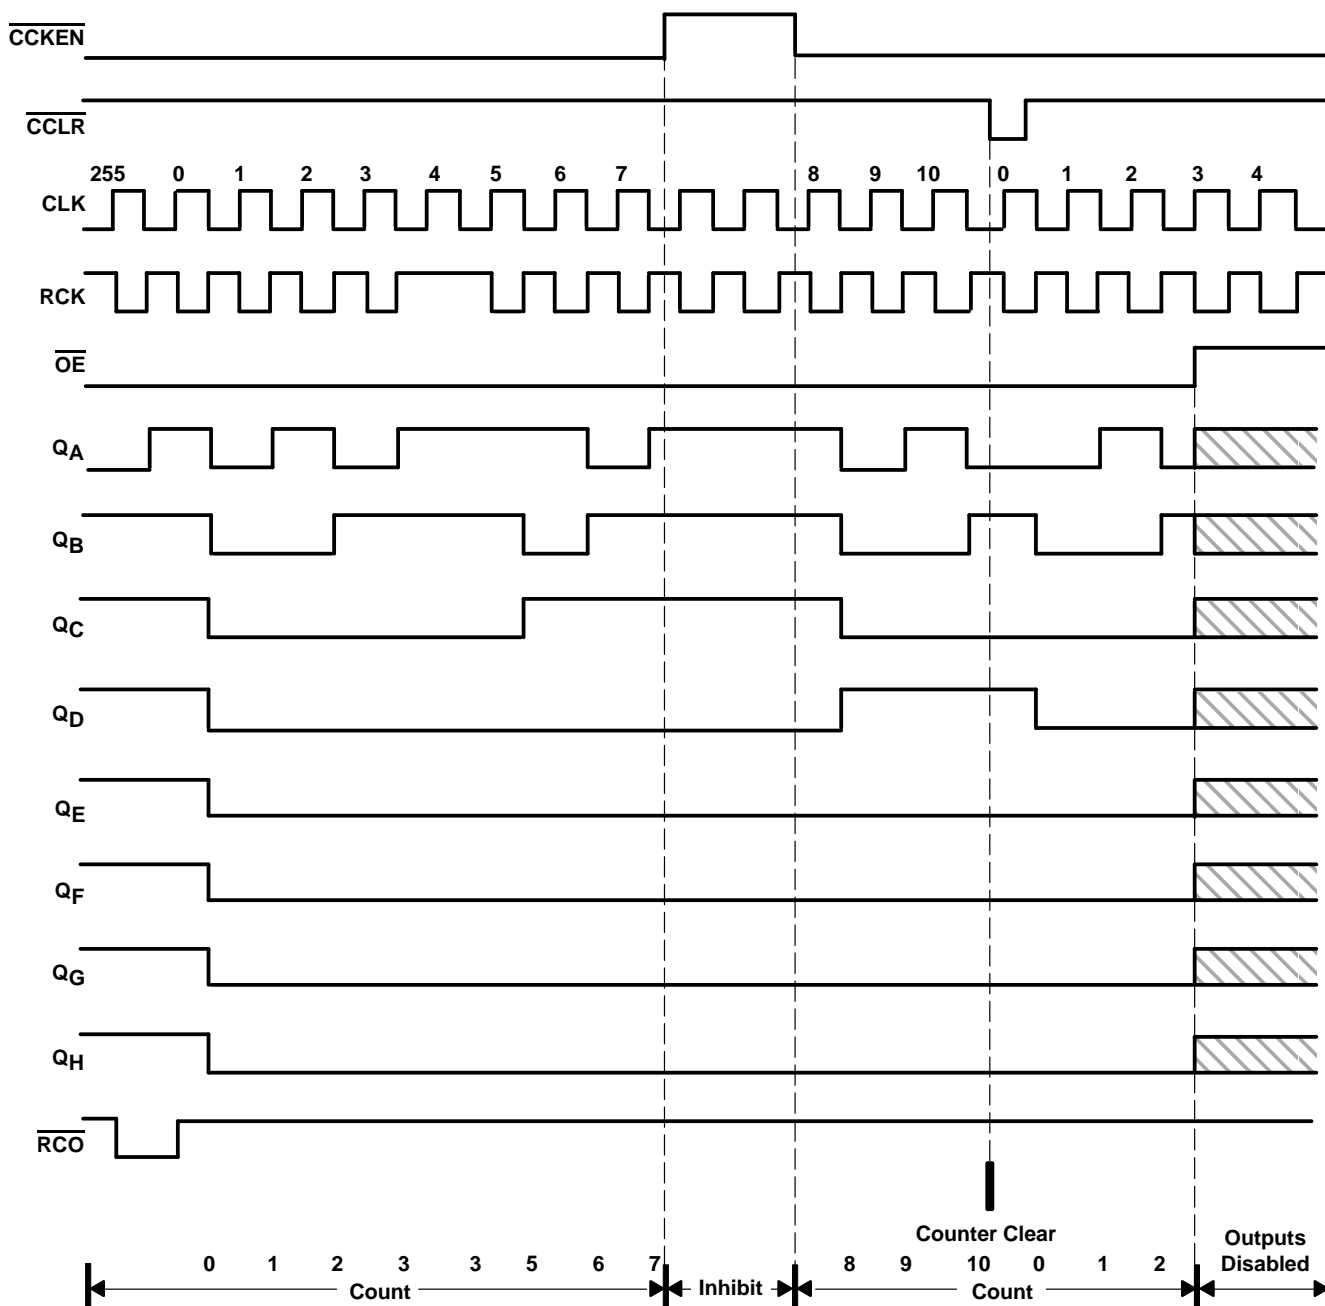 CCKEN
CCLR
255 0 1 2 3 4 5 6 7 8 9 10 0 1 2 3 4
CLK
RCK
OE
QA
QB
QC
QD
QE
QF
QG
QH
RCO
Counter Clear
Outputs
Disabled
0 1 2 3 3 5 6 7 8 9 10 0 1 2
Count Inhibit Count